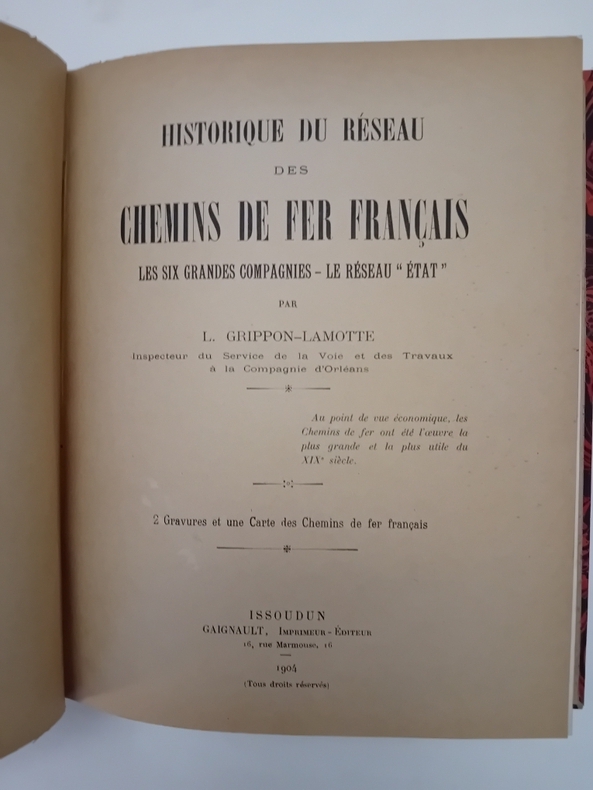 HISTORIQUE DU RÉSEAU
DES
CHEMINS DE FER FRANÇAIS
LES SIX GRANDES COMPAGNIES – LE RÉSEAU “ ÉTAT ”
PAR
L. GRIPPON–LAMOTTE
Inspecteur du Service de la Voie et des Travaux
à la Compagnie d'Orléans
Au point de vue économique, les
Chemins de fer ont été l'œuvre la
plus grande et la plus utile du
XIXe siècle.
2 Gravures et une Carte des Chemins de fer français
ISSOUDUN
GAIGNAULT, IMPRIMEUR-ÉDITEUR
16, rue Marmouse, 16
1904
(Tous droits réservés)